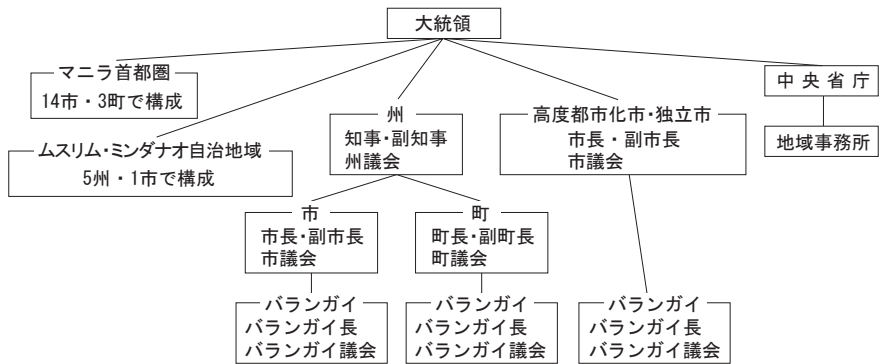 大統領
マニラ首都圏
14市・3町で構成
中央省庁
州
知事・副知事
州議会
高度都市化市・独立市
市長・副市長
市議会
地域事務所
ムスリム・ミンダナオ自治地域
5州・1市で構成
市
市長・副市長
市議会
町
町長・副町長
町議会
バランガイ
バランガイ長
バランガイ議会
バランガイ
バランガイ長
バランガイ議会
バランガイ
バランガイ長
バランガイ議会